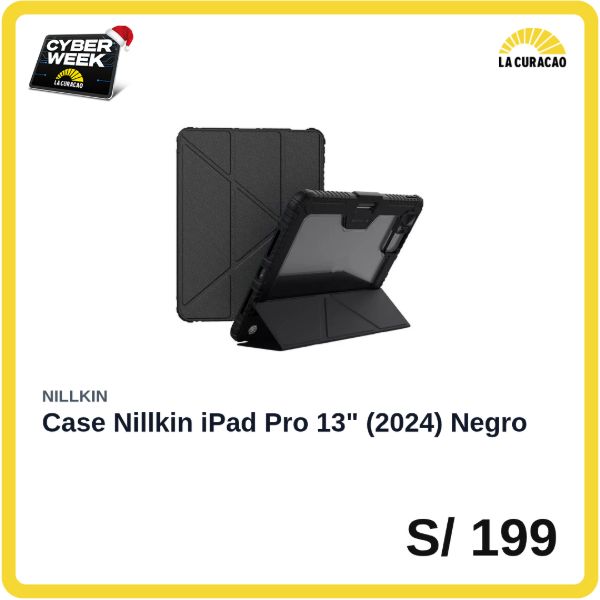 CYBER
WEEK
LA CURACAO
LA CURACAO
NILLKIN
Case Nillkin iPad Pro 13" (2024) Negro
S/ 199